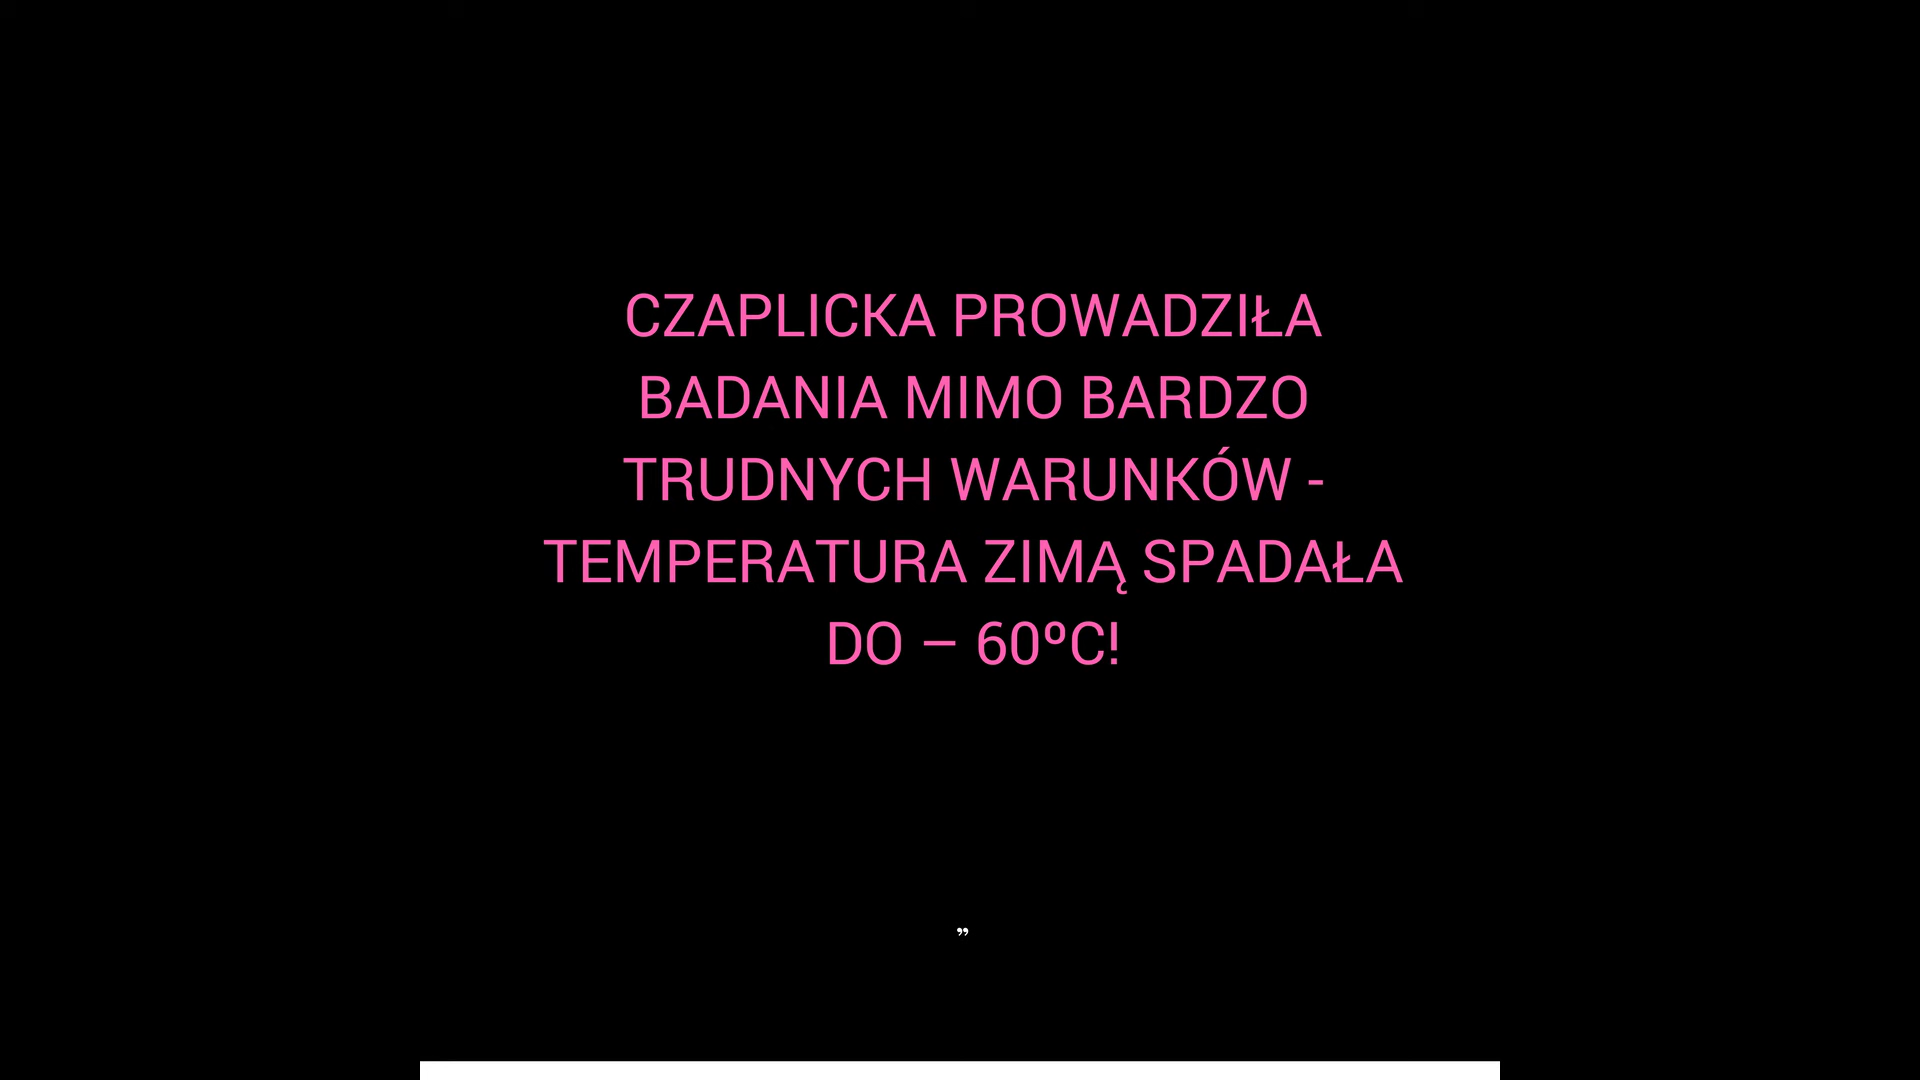 CZAPLICKA PROWADZIŁA
BADANIA MIMO BARDZO
TRUDNYCH WARUNKÓW -
TEMPERATURA ZIMĄ SPADAŁA
DO – 60ºC!
”